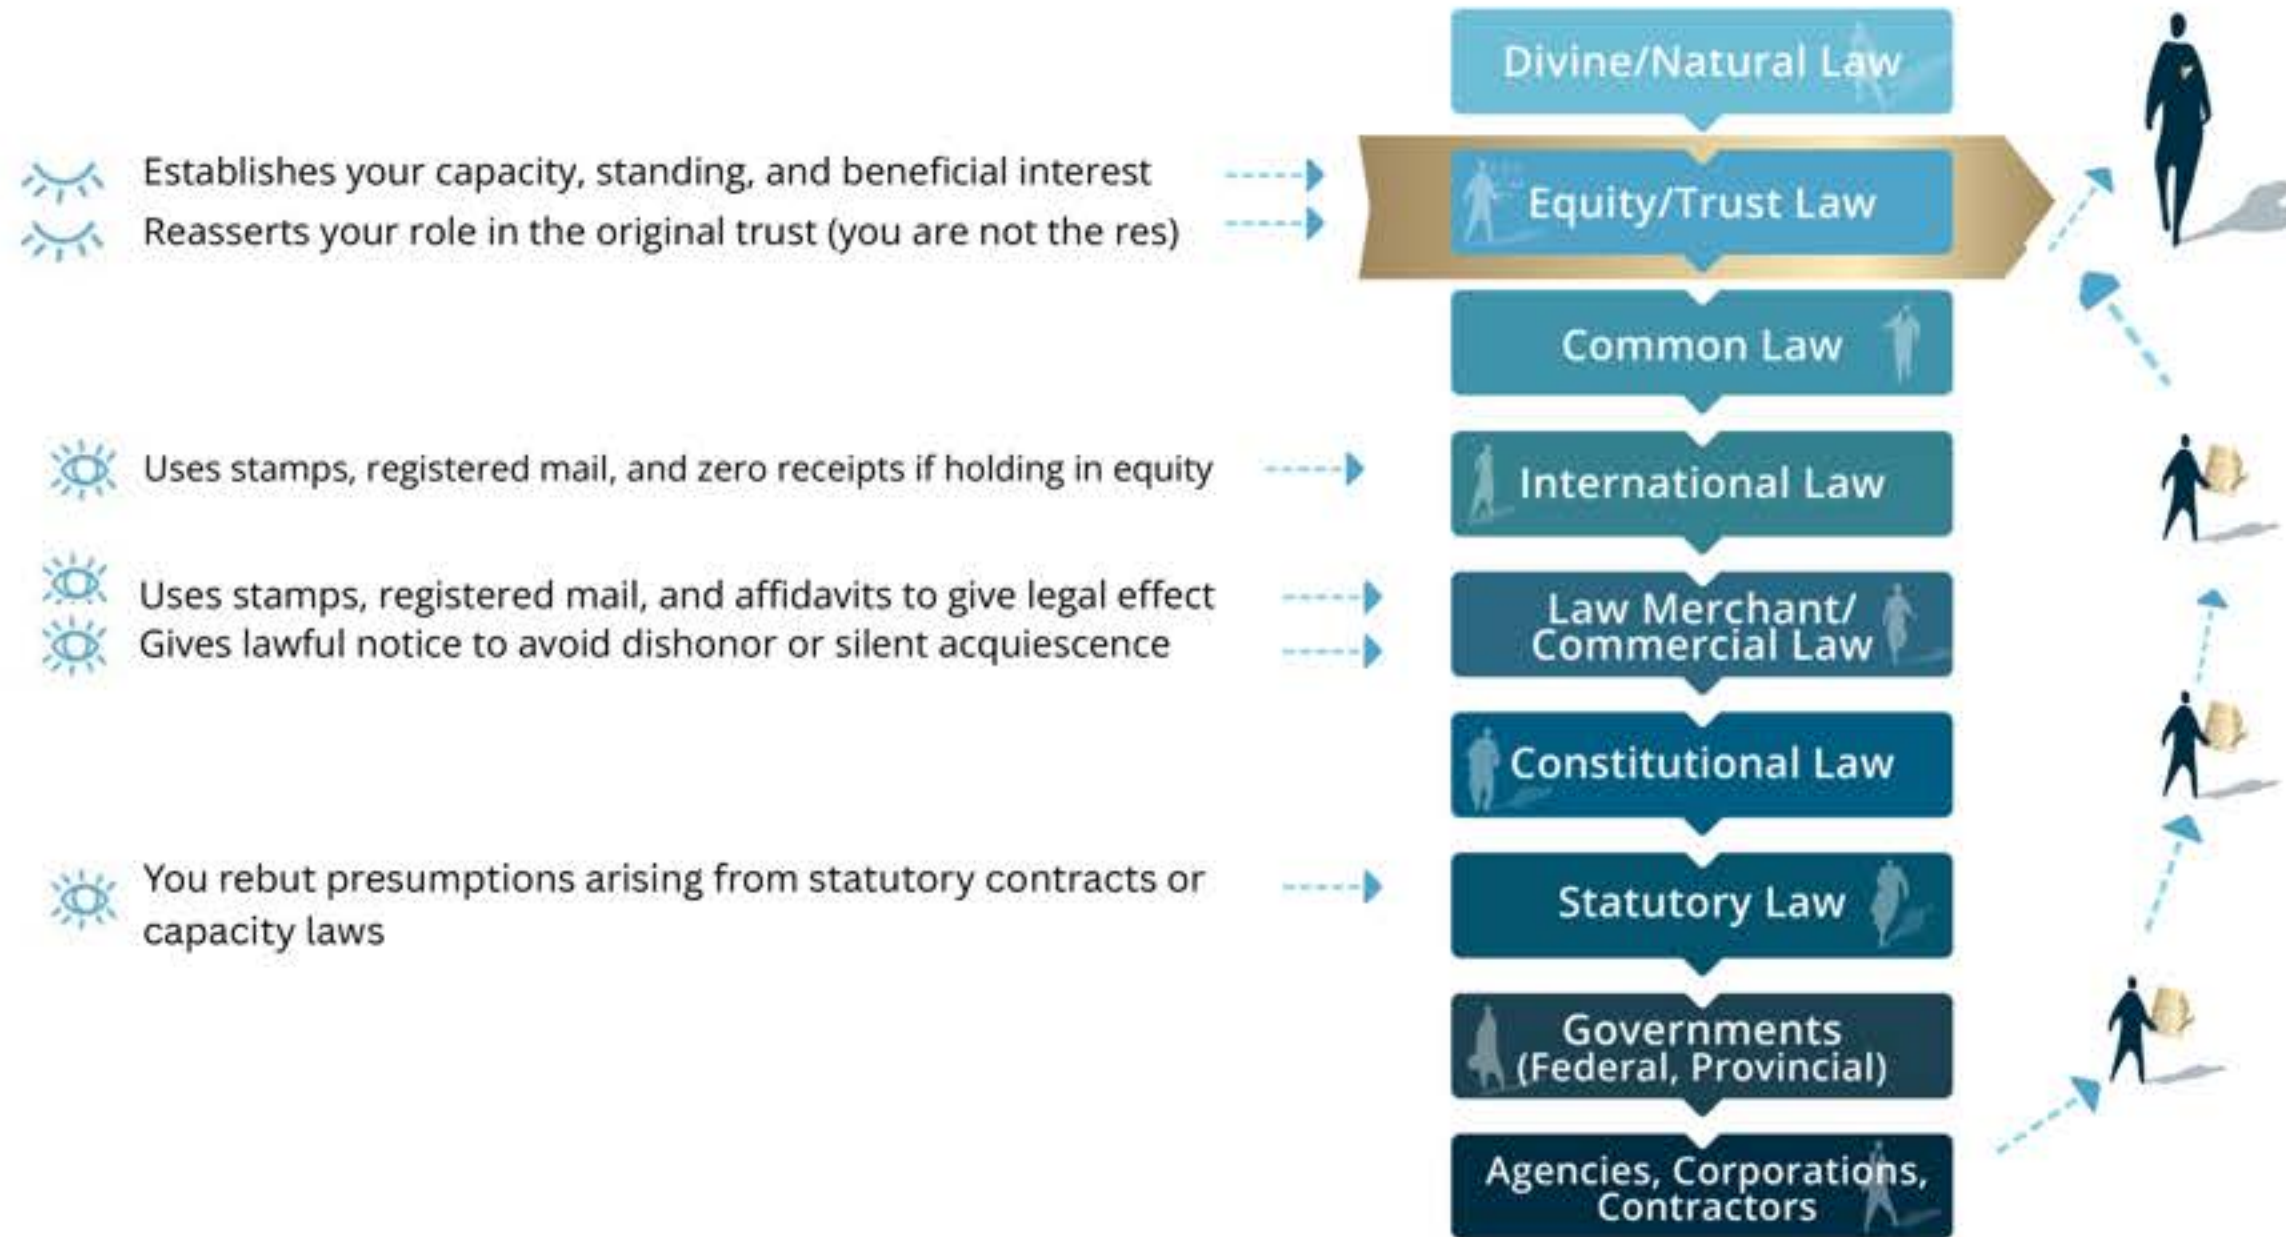 Divine/Natural Law
Establishes your capacity, standing, and beneficial interest
Reasserts your role in the original trust (you are not the res)
Equity/Trust Law
Common Law
Uses stamps, registered mail, and zero receipts if holding in equity
International Law
Uses stamps, registered mail, and affidavits to give legal effect
Gives lawful notice to avoid dishonor or silent acquiescence
Law Merchant/
Commercial Law
Constitutional Law
You rebut presumptions arising from statutory contracts or
capacity laws
Statutory Law
Governments
(Federal, Provincial)
Agencies, Corporations,
Contractors